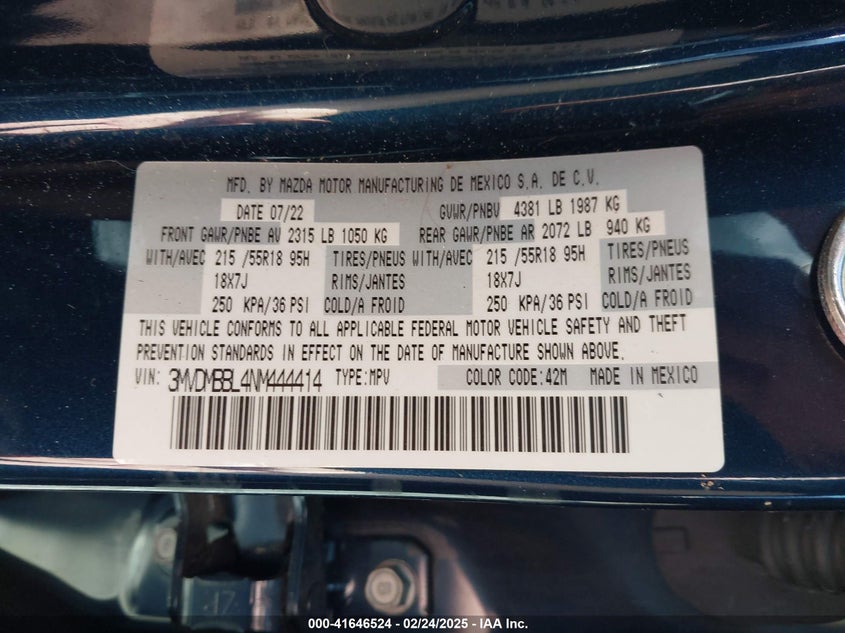 MFD. BY MAZDA MOTOR MANUFACTURING DE MEXICO S.A. DE C.V.
DATE 07/22 GVWR/PNBV 4381 LB 1987 KG
FRONT GAWR/PNBE AV 2315 LB 1050 KG REAR GAWR/PNBE AR 2072 LB 940 KG
WITH/AVEC 215 /55R18 95H TIRES/PNEUS WITH/AVEC 215 /55R18 95H TIRES/PNEUS
18X7J RIMS/JANTES 18X7J RIMS/JANTES
250 KPA/36 PSI COLD/A FROID 250 KPA/36 PSI COLD/A FROID
THIS VEHICLE CONFORMS TO ALL APPLICABLE FEDERAL MOTOR VEHICLE SAFETY AND THEFT
PREVENTION STANDARDS IN EFFECT ON THE DATE OF MANUFACTURE SHOWN ABOVE.
VIN: 3MVDMBBL4NM444414 TYPE:MPV COLOR CODE:42M MADE IN MEXICO
000-41646524 - 02/24/2025 - IAA Inc.